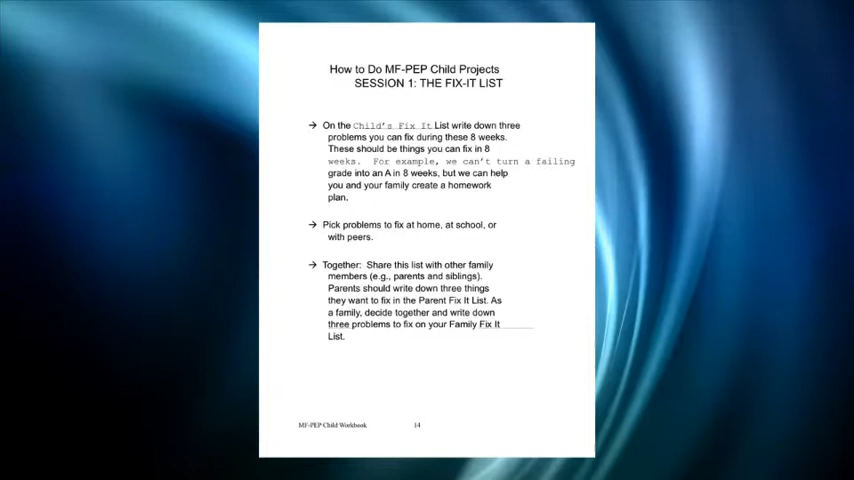 How to Do MF-PEP Child Projects
SESSION 1: THE FIX-IT LIST
→ On the Child's Fix It List write down three
problems you can fix during these 8 weeks.
These should be things you can fix in 8
weeks. For example, we can't turn a failing
grade into an A in 8 weeks, but we can help
you and your family create a homework
plan.
→ Pick problems to fix at home, at school, or
with peers.
→ Together: Share this list with other family
members (e.g., parents and siblings).
Parents should write down three things
they want to fix in the Parent Fix It List. As
a family, decide together and write down
three problems to fix on your Family Fix It
List.
MF-PEP Child Workbook 14